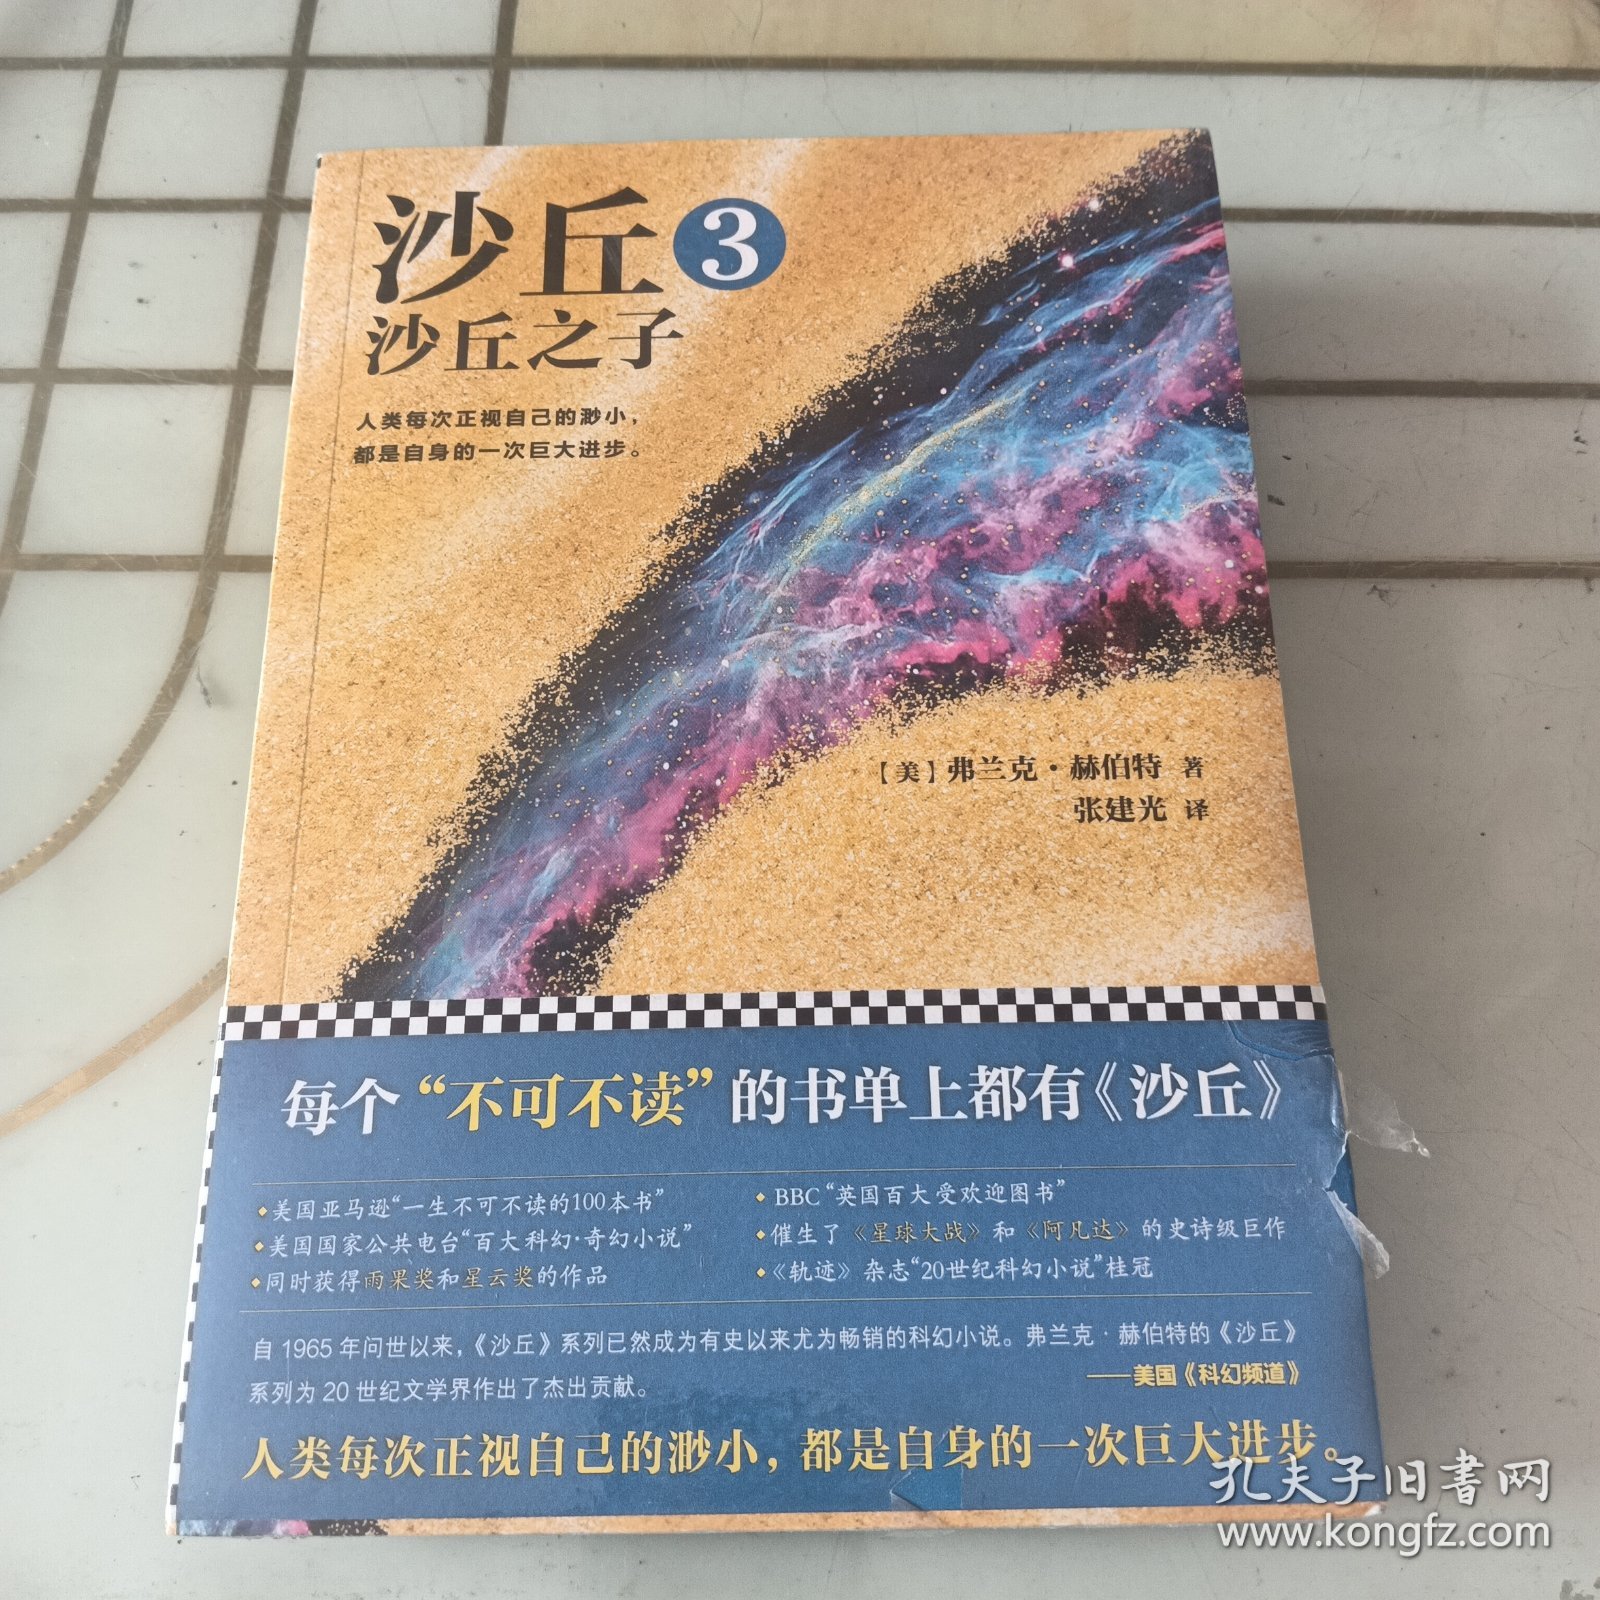 沙丘3
沙丘之子
人类每次正视自己的渺小，
都是自身的一次巨大进步。
【美】弗兰克·赫伯特 著
张建光 译
每个“不可不读”的书单上都有《沙丘》
◆美国亚马逊“一生不可不读的100本书”
◆美国国家公共电台“百大科幻·奇幻小说”
◆同时获得雨果奖和星云奖的作品
◆BBC“英国百大受欢迎图书”
◆催生了《星球大战》和《阿凡达》的史诗级巨作
◆《轨迹》杂志“20世纪科幻小说”桂冠
自1965年问世以来，《沙丘》系列已然成为有史以来尤为畅销的科幻小说。弗兰克·赫伯特的《沙丘》
系列为20世纪文学界作出了杰出贡献。
——美国《科幻频道》
人类每次正视自己的渺小，都是自身的一次巨大进步。
孔夫子旧书网
www.kongfz.com